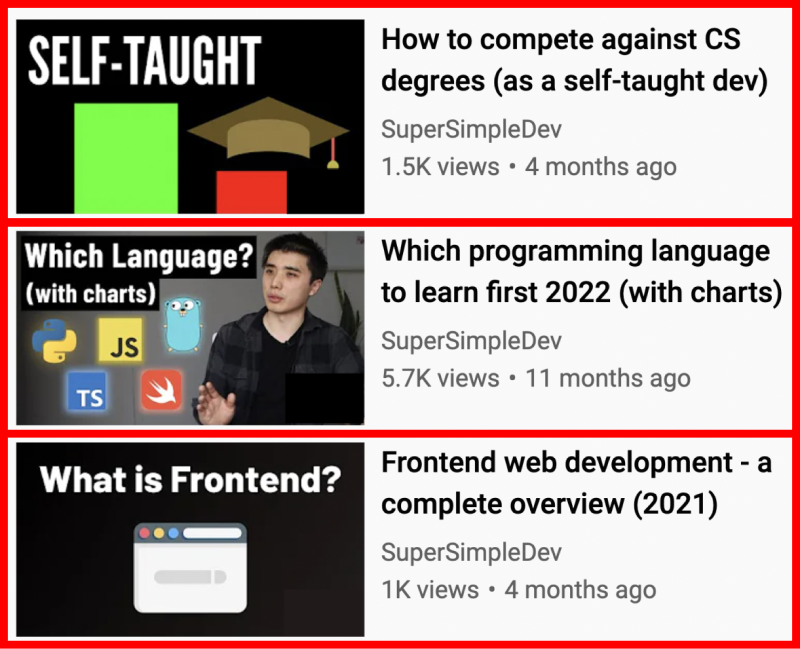 SELF-TAUGHT
How to compete against CS
degrees (as a self-taught dev)
SuperSimpleDev
1.5K views • 4 months ago
Which Language?
(with charts)
JS
TS
Which programming language
to learn first 2022 (with charts)
SuperSimpleDev
5.7K views • 11 months ago
What is Frontend?
Frontend web development - a
complete overview (2021)
SuperSimpleDev
1K views • 4 months ago